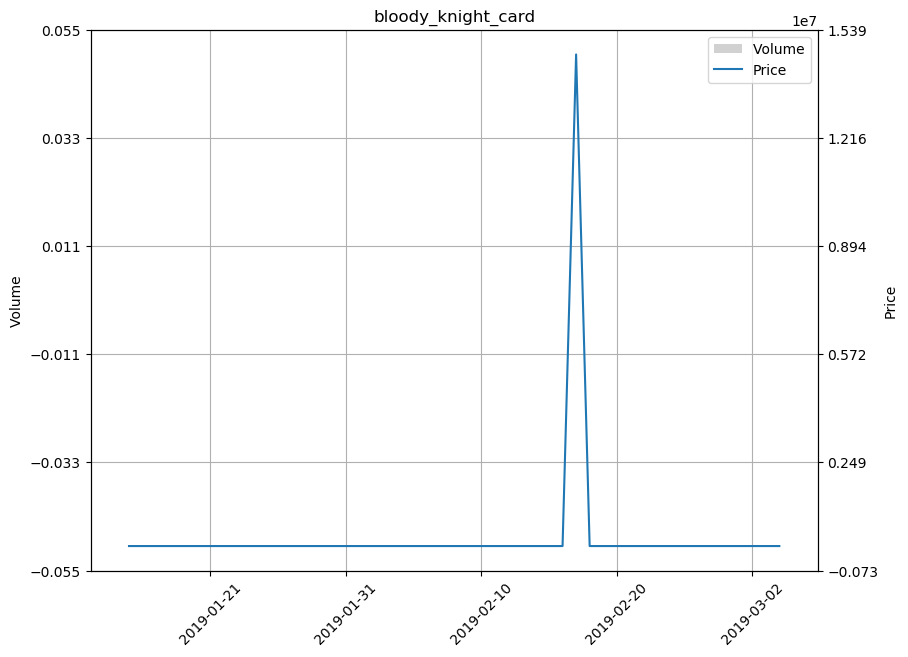 bloody_knight_card
1e7
0.055
0.033
0.011
−0.011
−0.033
−0.055
Volume
1.539
1.216
0.894
0.572
0.249
−0.073
Price
Volume
Price
2019-01-21
2019-01-31
2019-02-10
2019-02-20
2019-03-02